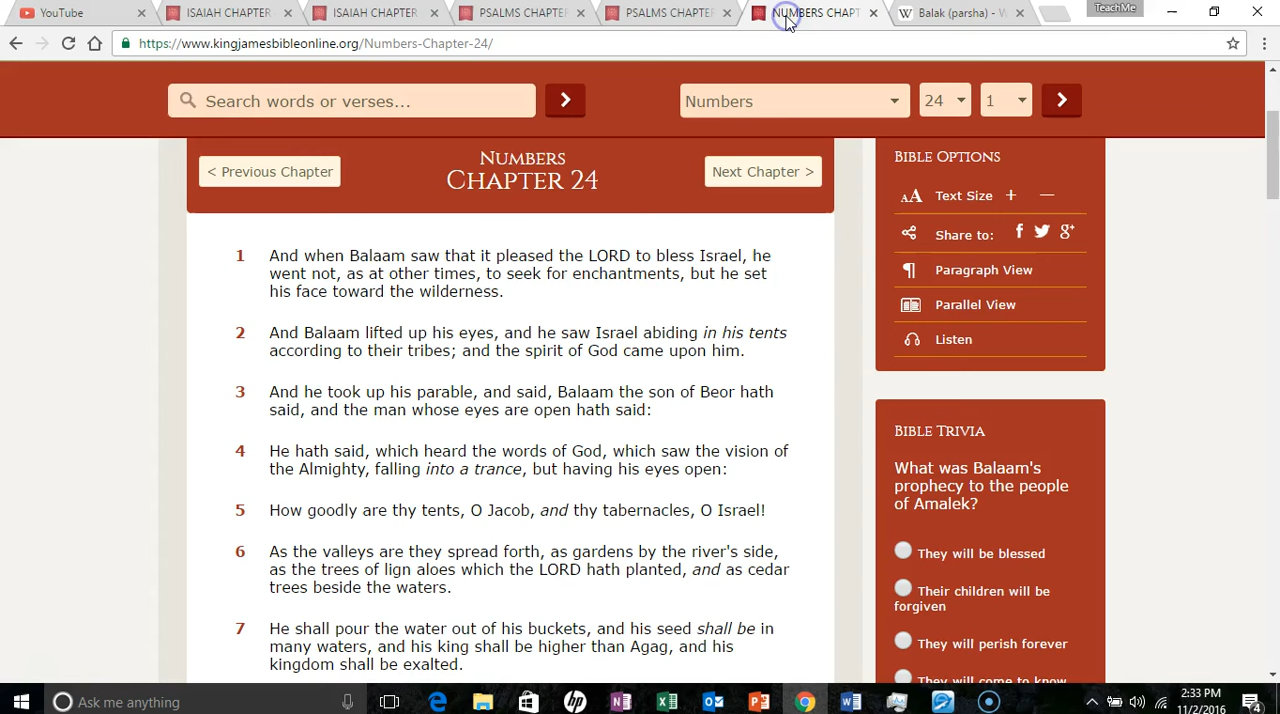 YouTube
ISAIAH CHAPTER
ISAIAH CHAPTER
PSALMS CHAPTE
PSALMS CHAPTE
NUMBERS CHAPT
W Balak (parsha) - W
TeachMe
https://www.kingjamesbibleonline.org/Numbers-Chapter-24/
Search words or verses...
Numbers
24
1
< Previous Chapter
Numbers
Chapter 24
Next Chapter >
1 And when Balaam saw that it pleased the LORD to bless Israel, he
went not, as at other times, to seek for enchantments, but he set
his face toward the wilderness.
2 And Balaam lifted up his eyes, and he saw Israel abiding in his tents
according to their tribes; and the spirit of God came upon him.
3 And he took up his parable, and said, Balaam the son of Beor hath
said, and the man whose eyes are open hath said:
4 He hath said, which heard the words of God, which saw the vision of
the Almighty, falling into a trance, but having his eyes open:
5 How goodly are thy tents, O Jacob, and thy tabernacles, O Israel!
6 As the valleys are they spread forth, as gardens by the river's side,
as the trees of lign aloes which the LORD hath planted, and as cedar
trees beside the waters.
7 He shall pour the water out of his buckets, and his seed shall be in
many waters, and his king shall be higher than Agag, and his
kingdom shall be exalted.
Bible Options
AA Text Size + —
Share to:
Paragraph View
Parallel View
Listen
Bible Trivia
What was Balaam's
prophecy to the people
of Amalek?
They will be blessed
Their children will be
forgiven
They will perish forever
They will come to know
Ask me anything
2:33 PM
11/2/2016
4